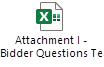 Attachment I -
Bidder Questions Te